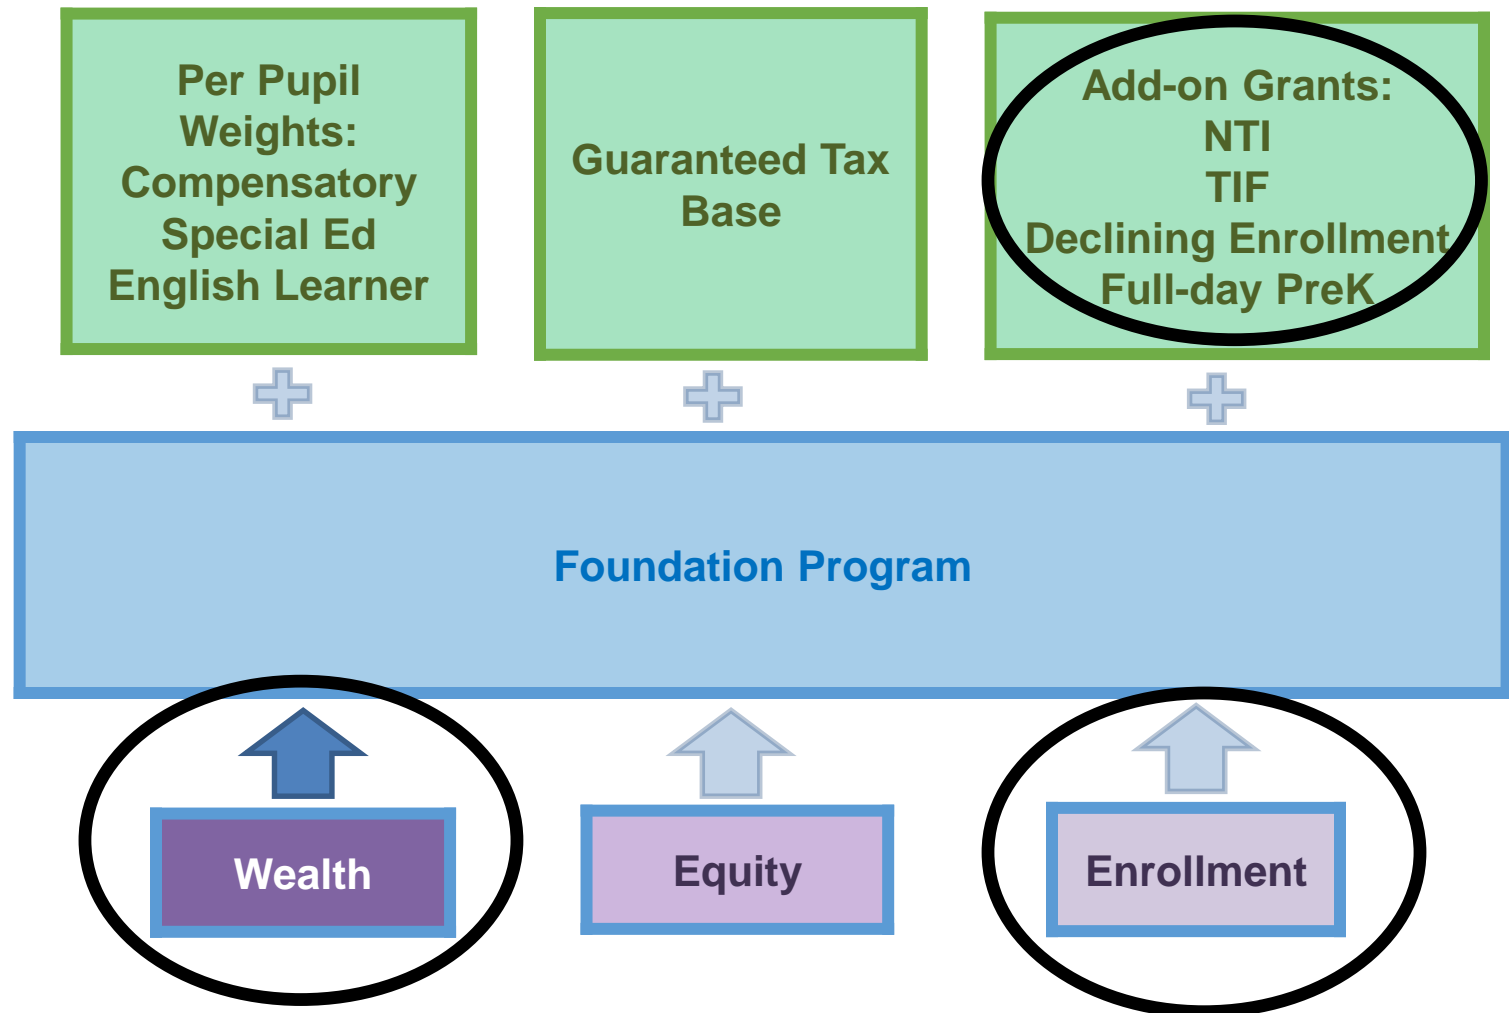 Per Pupil
Weights:
Compensatory
Special Ed
English Learner
Guaranteed Tax
Base
Add-on Grants:
NTI
TIF
Declining Enrollment
Full-day PreK
Foundation Program
Wealth
Equity
Enrollment